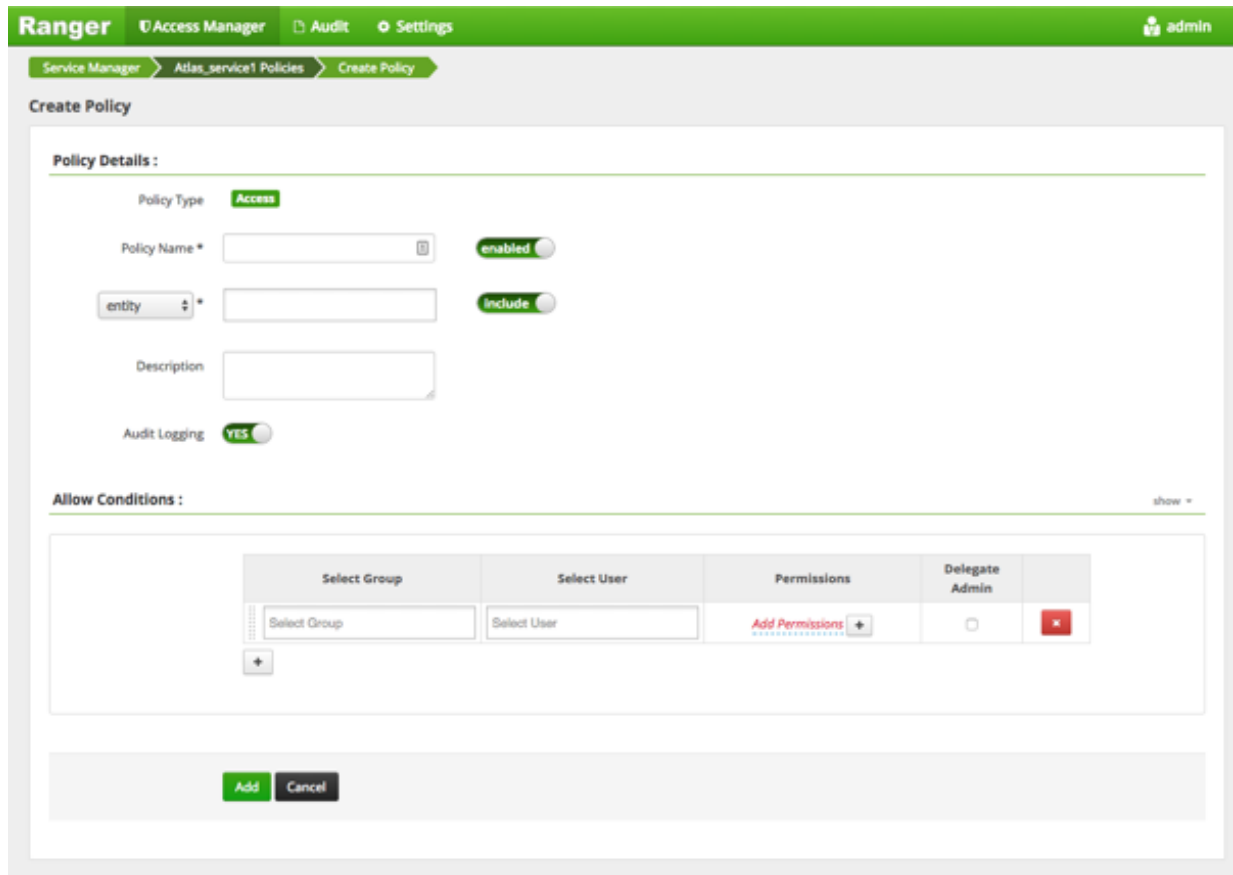 Ranger Access Manager Audit Settings admin
Service Manager Atlas_service1 Policies Create Policy
Create Policy
Policy Details :
Policy Type Access
Policy Name * enabled
entity * include
Description
Audit Logging YES
Allow Conditions : show
Select Group Select User Permissions Delegate
Admin
Select Group Select User Add Permissions +
+
Add Cancel